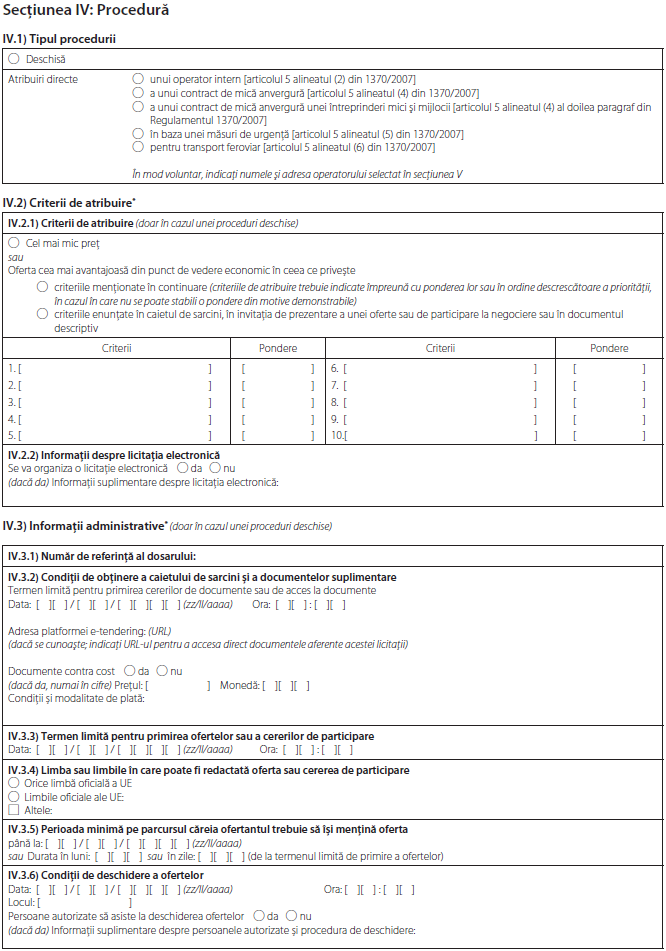 Secțiunea IV: Procedură
IV.1) Tipul procedurii
Deschisă
Atribuiri directe
unui operator intern [articolul 5 alineatul (2) din 1370/2007]
a unui contract de mică anvergură [articolul 5 alineatul (4) din 1370/2007]
a unui contract de mică anvergură unei întreprinderi mici şi mijlocii [articolul 5 alineatul (4) al doilea paragraf din
Regulamentul 1370/2007]
în baza unei măsuri de urgență [articolul 5 alineatul (5) din 1370/2007]
pentru transport feroviar [articolul 5 alineatul (6) din 1370/2007]
În mod voluntar, indicați numele şi adresa operatorului selectat în secțiunea V
IV.2) Criterii de atribuire*
IV.2.1) Criterii de atribuire (doar în cazul unei proceduri deschise)
Cel mai mic preț
sau
Oferta cea mai avantajoasă din punct de vedere economic în ceea ce privește
criteriile menționate în continuare (criteriile de atribuire trebuie indicate împreună cu ponderea lor sau în ordine descrescătoare a priorității,
în cazul în care nu se poate stabili o pondere din motive demonstrabile)
criteriile enunțate în caietul de sarcini, în invitația de prezentare a unei oferte sau de participare la negociere sau în documentul
descriptiv
Criterii Pondere Criterii Pondere
1. [ ] [ ] 6. [ ] [ ]
2. [ ] [ ] 7. [ ] [ ]
3. [ ] [ ] 8. [ ] [ ]
4. [ ] [ ] 9. [ ] [ ]
5. [ ] [ ] 10.[ ] [ ]
IV.2.2) Informații despre licitația electronică
Se va organiza o licitație electronică da nu
(dacă da) Informații suplimentare despre licitația electronică:
IV.3) Informații administrative* (doar în cazul unei proceduri deschise)
IV.3.1) Număr de referință al dosarului:
IV.3.2) Condiții de obținere a caietului de sarcini și a documentelor suplimentare
Termen limită pentru primirea cererilor de documente sau de acces la documente
Data: [ ][ ] / [ ][ ] / [ ][ ][ ][ ] (zz/ll/aaaa) Ora: [ ][ ] : [ ][ ]
Adresa platformei e-tendering: (URL)
(dacă se cunoaște; indicați URL-ul pentru a accesa direct documentele aferente acestei licitații)
Documente contra cost da nu
(dacă da, numai în cifre) Prețul: [ ] Monedă: [ ][ ][ ]
Condiții și modalitate de plată:
IV.3.3) Termen limită pentru primirea ofertelor sau a cererilor de participare
Data: [ ][ ] / [ ][ ] / [ ][ ][ ][ ] (zz/ll/aaaa) Ora: [ ][ ] : [ ][ ]
IV.3.4) Limba sau limbile în care poate fi redactată oferta sau cererea de participare
Orice limbă oficială a UE
Limbile oficiale ale UE:
Altele:
IV.3.5) Perioada minimă pe parcursul căreia ofertantul trebuie să își mențină oferta
până la: [ ][ ] / [ ][ ] / [ ][ ][ ][ ] (zz/ll/aaaa)
sau Durata în luni: [ ][ ][ ] sau în zile: [ ][ ][ ] (de la termenul limită de primire a ofertelor)
IV.3.6) Condiții de deschidere a ofertelor
Data: [ ][ ] / [ ][ ] / [ ][ ][ ][ ] (zz/ll/aaaa) Ora: [ ][ ] : [ ][ ]
Locul: [ ]
Persoane autorizate să asiste la deschiderea ofertelor da nu
(dacă da) Informații suplimentare despre persoanele autorizate și procedura de deschidere: